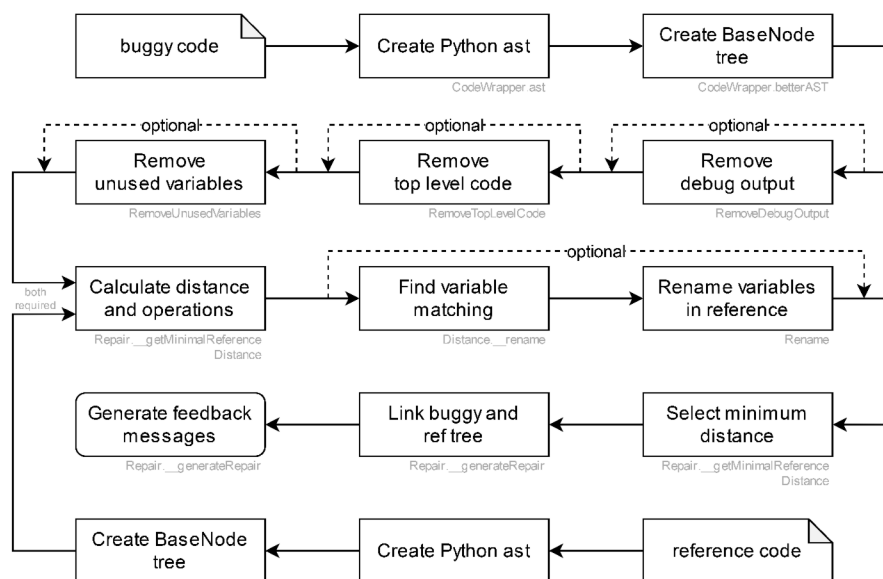 buggy code
Create Python ast
CodeWrapper.ast
Create BaseNode
tree
CodeWrapper.betterAST
optional
optional
optional
Remove
unused variables
RemoveUnusedVariables
Remove
top level code
RemoveTopLevelCode
Remove
debug output
RemoveDebugOutput
both
required
optional
Calculate distance
and operations
Repair.__getMinimalReference
Distance
Find variable
matching
Distance.__rename
Rename variables
in reference
Rename
Generate feedback
messages
Repair.__generateRepair
Link buggy and
ref tree
Repair.__generateRepair
Select minimum
distance
Repair.__getMinimalReference
Distance
Create BaseNode
tree
Create Python ast
reference code